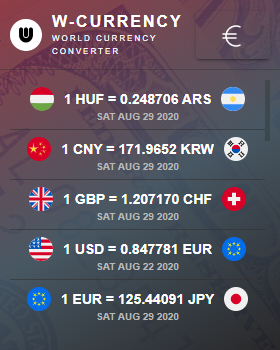 W-CURRENCY
WORLD CURRENCY
CONVERTER
€
1 HUF = 0.248706 ARS
SAT AUG 29 2020
1 CNY = 171.9652 KRW
SAT AUG 29 2020
1 GBP = 1.207170 CHF
SAT AUG 29 2020
1 USD = 0.847781 EUR
SAT AUG 22 2020
1 EUR = 125.44091 JPY
SAT AUG 29 2020